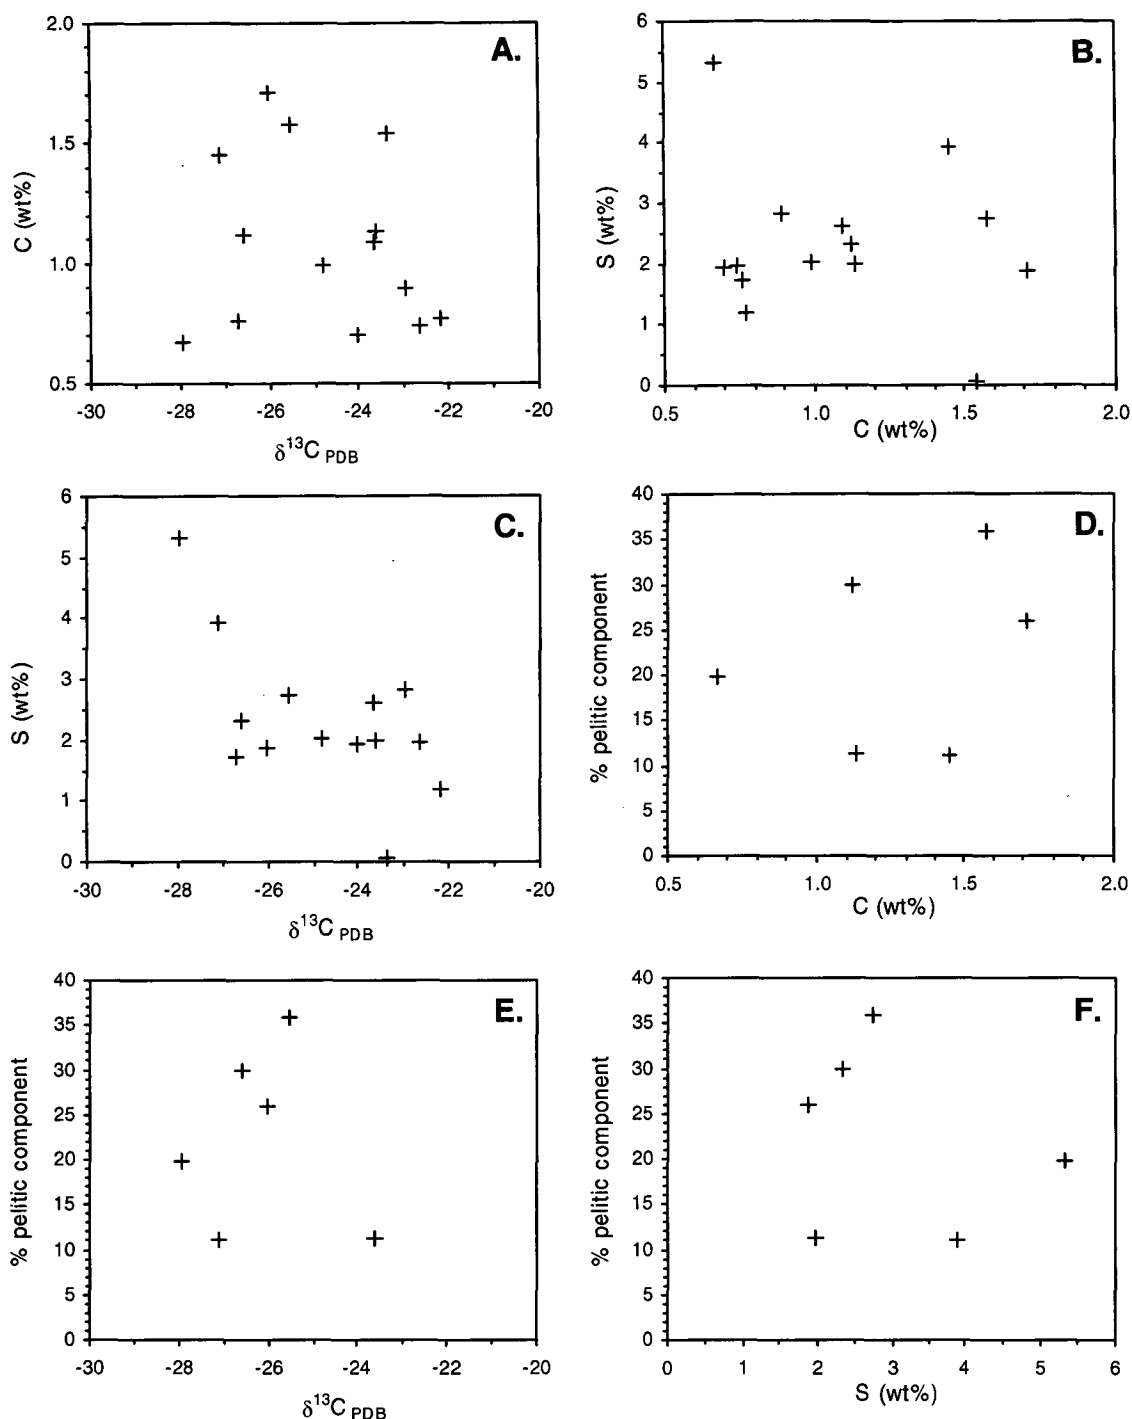 A.
2.0
1.5
1.0
0.5
C (wt%)
-30 -28 -26 -24 -22 -20
δ¹³C PDB
B.
6
5
4
3
2
1
0
S (wt%)
0.5 1.0 1.5 2.0
C (wt%)
C.
6
5
4
3
2
1
0
S (wt%)
-30 -28 -26 -24 -22 -20
δ¹³C PDB
D.
40
35
30
25
20
15
10
5
0
% pelitic component
0.5 1.0 1.5 2.0
C (wt%)
E.
40
35
30
25
20
15
10
5
0
% pelitic component
-30 -28 -26 -24 -22 -20
δ¹³C PDB
F.
40
35
30
25
20
15
10
5
0
% pelitic component
0 1 2 3 4 5 6
S (wt%)